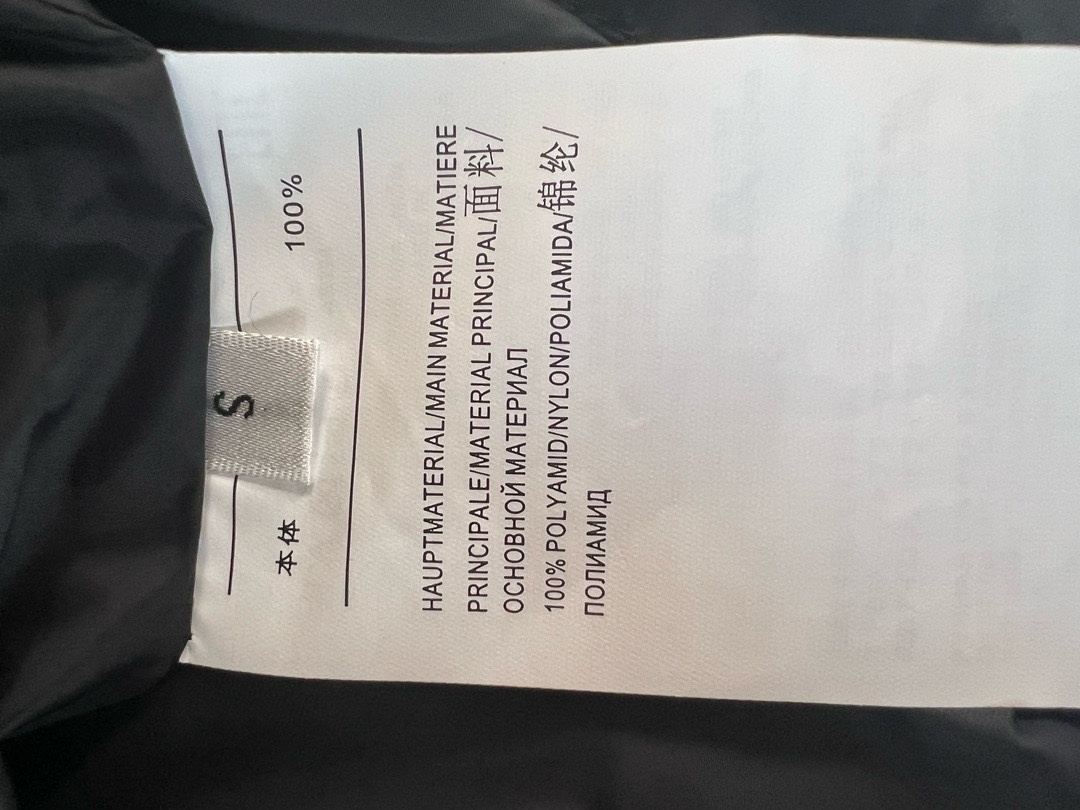 S
本体 100%
HAUPTMATERIAL/MAIN MATERIAL/MATIERE
PRINCIPALE/MATERIAL PRINCIPAL/面料/
ОСНОВНОЙ МАТЕРИАЛ
100% POLYAMID/NYLON/POLIAMIDA/锦纶/
ПОЛИАМИД